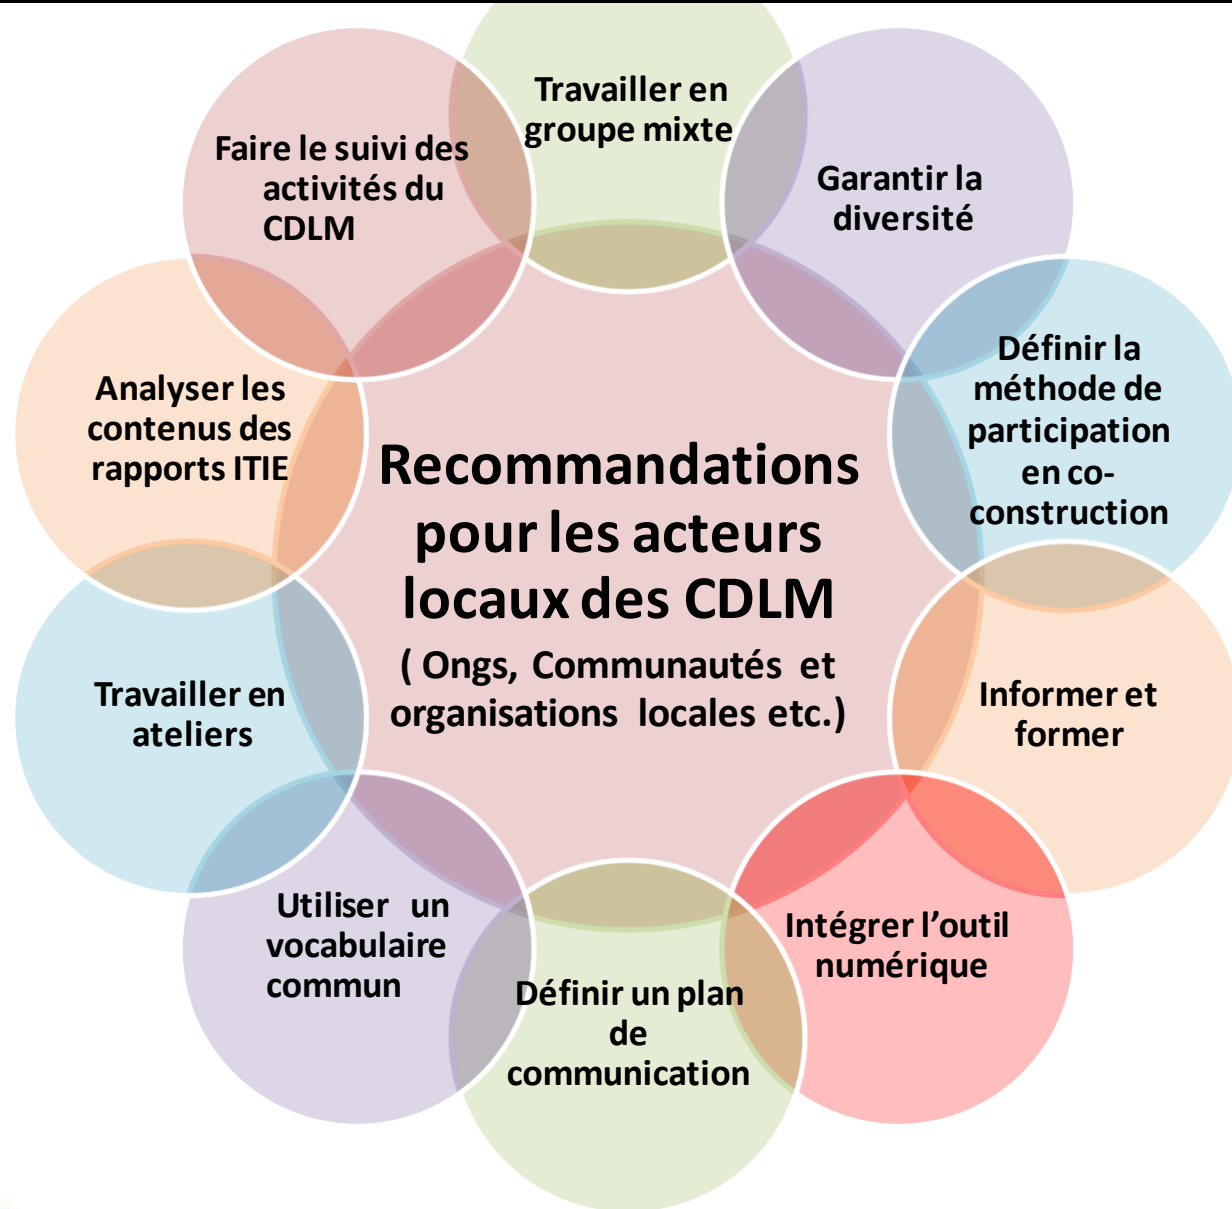 Travailler en
groupe mixte
Garantir la
diversité
Définir la
méthode de
participation
en co-
construction
Informer et
former
Intégrer l’outil
numérique
Définir un plan
de
communication
Utiliser un
vocabulaire
commun
Travailler en
ateliers
Analyser les
contenus des
rapports ITIE
Faire le suivi des
activités du
CDLM
Recommandations
pour les acteurs
locaux des CDLM
( Ongs, Communautés et
organisations locales etc.)